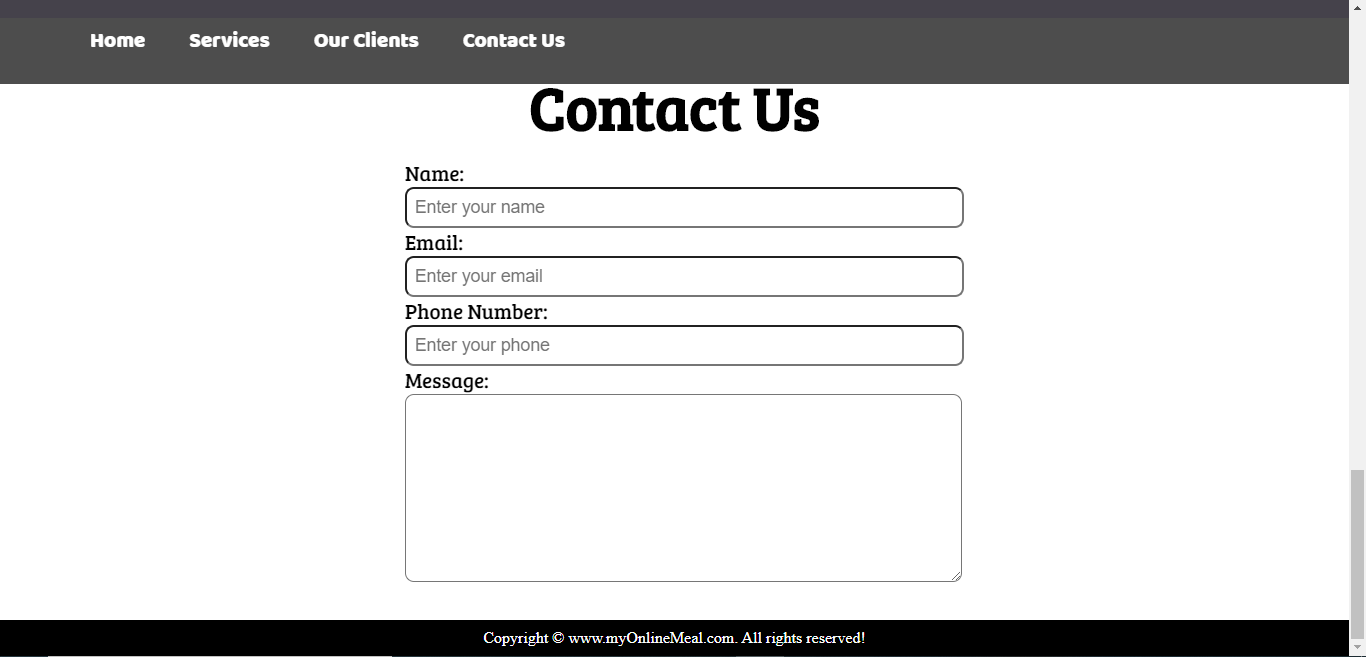 Home Services Our Clients Contact Us
Contact Us
Name:
Enter your name
Email:
Enter your email
Phone Number:
Enter your phone
Message:
Copyright © www.myOnlineMeal.com. All rights reserved!